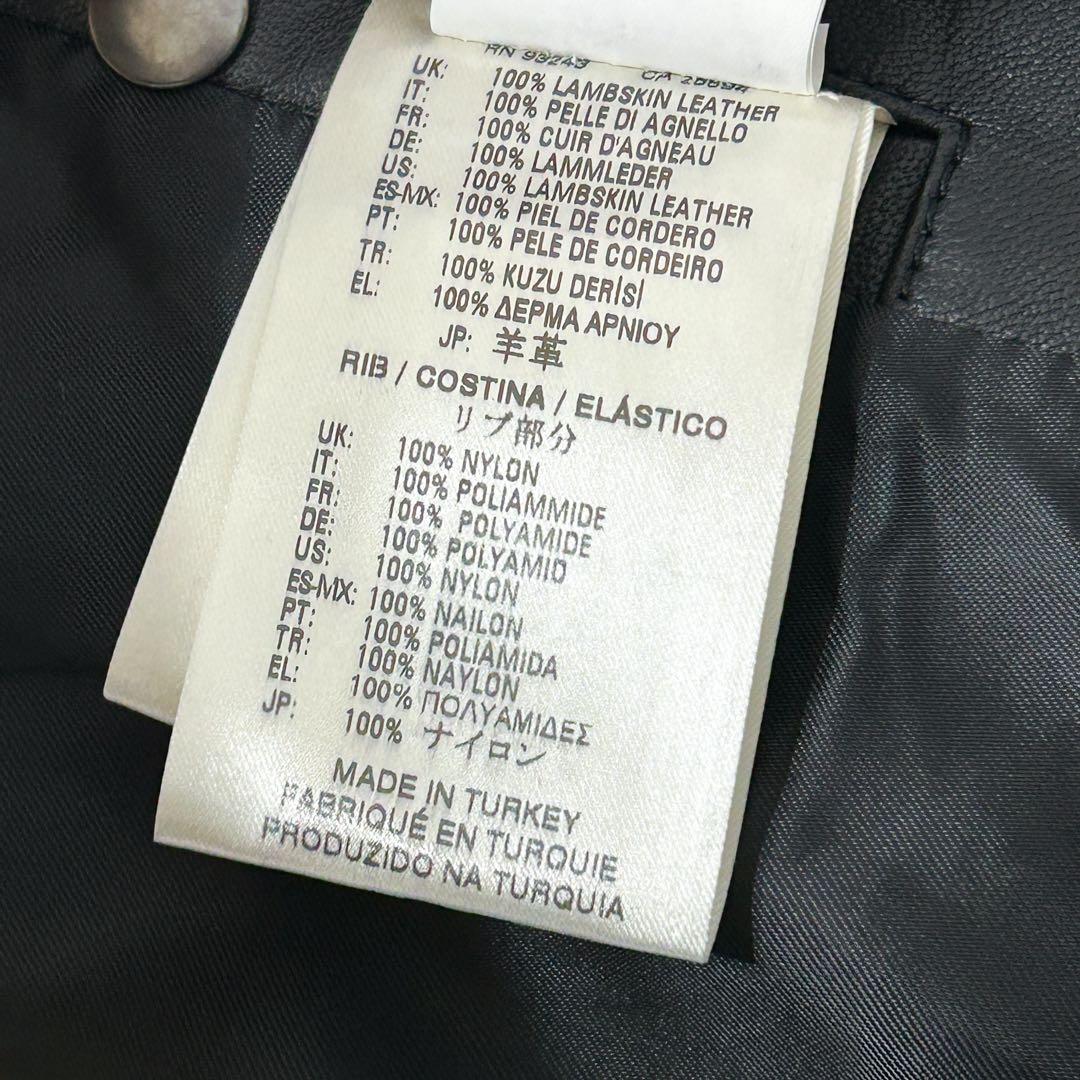 RN 93243 CA 26894
UK: 100% LAMBSKIN LEATHER
IT: 100% PELLE DI AGNELLO
FR: 100% CUIR D'AGNEAU
DE: 100% LAMMLEDER
US: 100% LAMBSKIN LEATHER
ES-MX: 100% PIEL DE CORDERO
PT: 100% PELE DE CORDEIRO
TR: 100% KUZU DERİSİ
EL: 100% ΔΕΡΜΑ ΑΡΝΙΟΥ
JP: 羊革
RIB / COSTINA / ELÁSTICO
リブ部分
UK: 100% NYLON
IT: 100% POLIAMMIDE
FR: 100% POLYAMIDE
DE: 100% POLYAMID
US: 100% NYLON
ES-MX: 100% NAILON
PT: 100% POLIAMIDA
TR: 100% NAYLON
EL: 100% ΠΟΛΥΑΜΙΔΕΣ
JP: 100% ナイロン
MADE IN TURKEY
FABRIQUÉ EN TURQUIE
PRODUZIDO NA TURQUIA